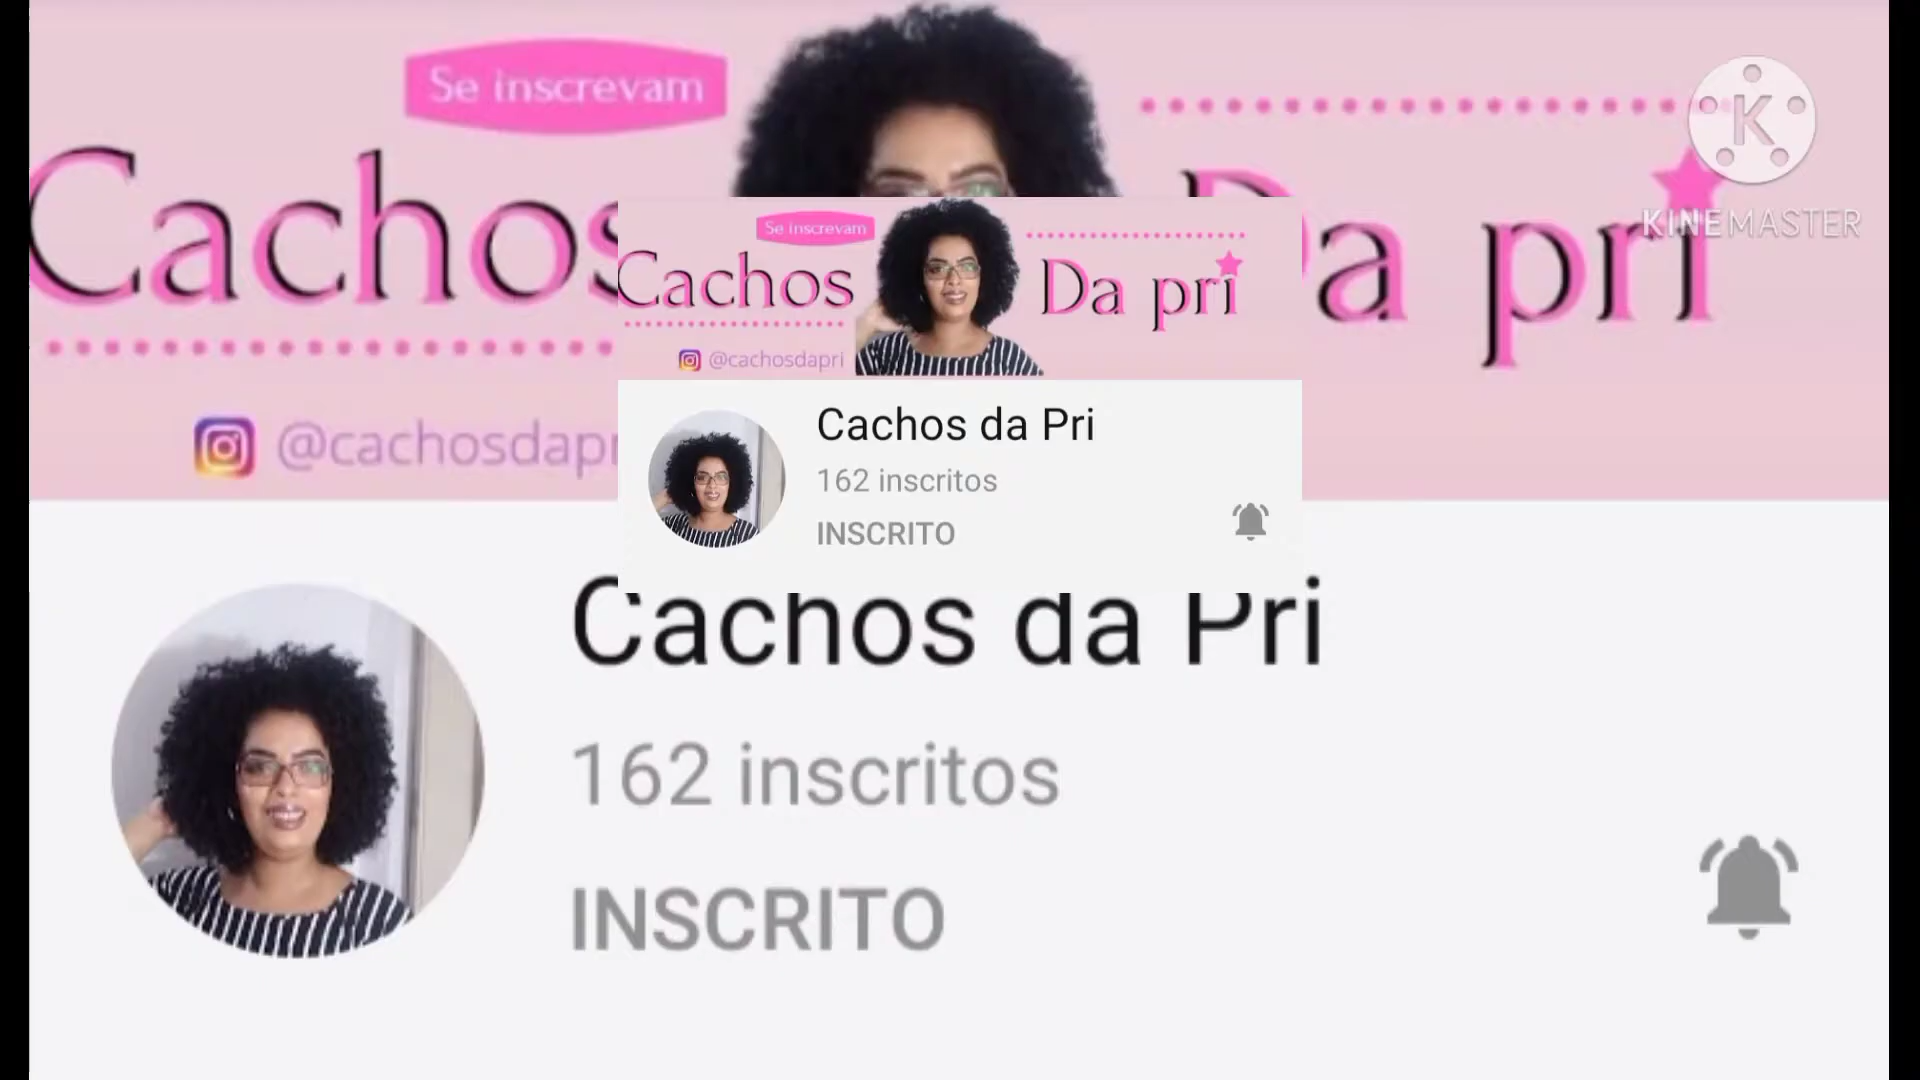 Se inscrevam
Cachos
Da pri
@cachosdapri
KINEMASTER
Se inscrevam
Cachos
Da pri
@cachosdapri
Cachos da Pri
162 inscritos
INSCRITO
Cachos da Pri
162 inscritos
INSCRITO